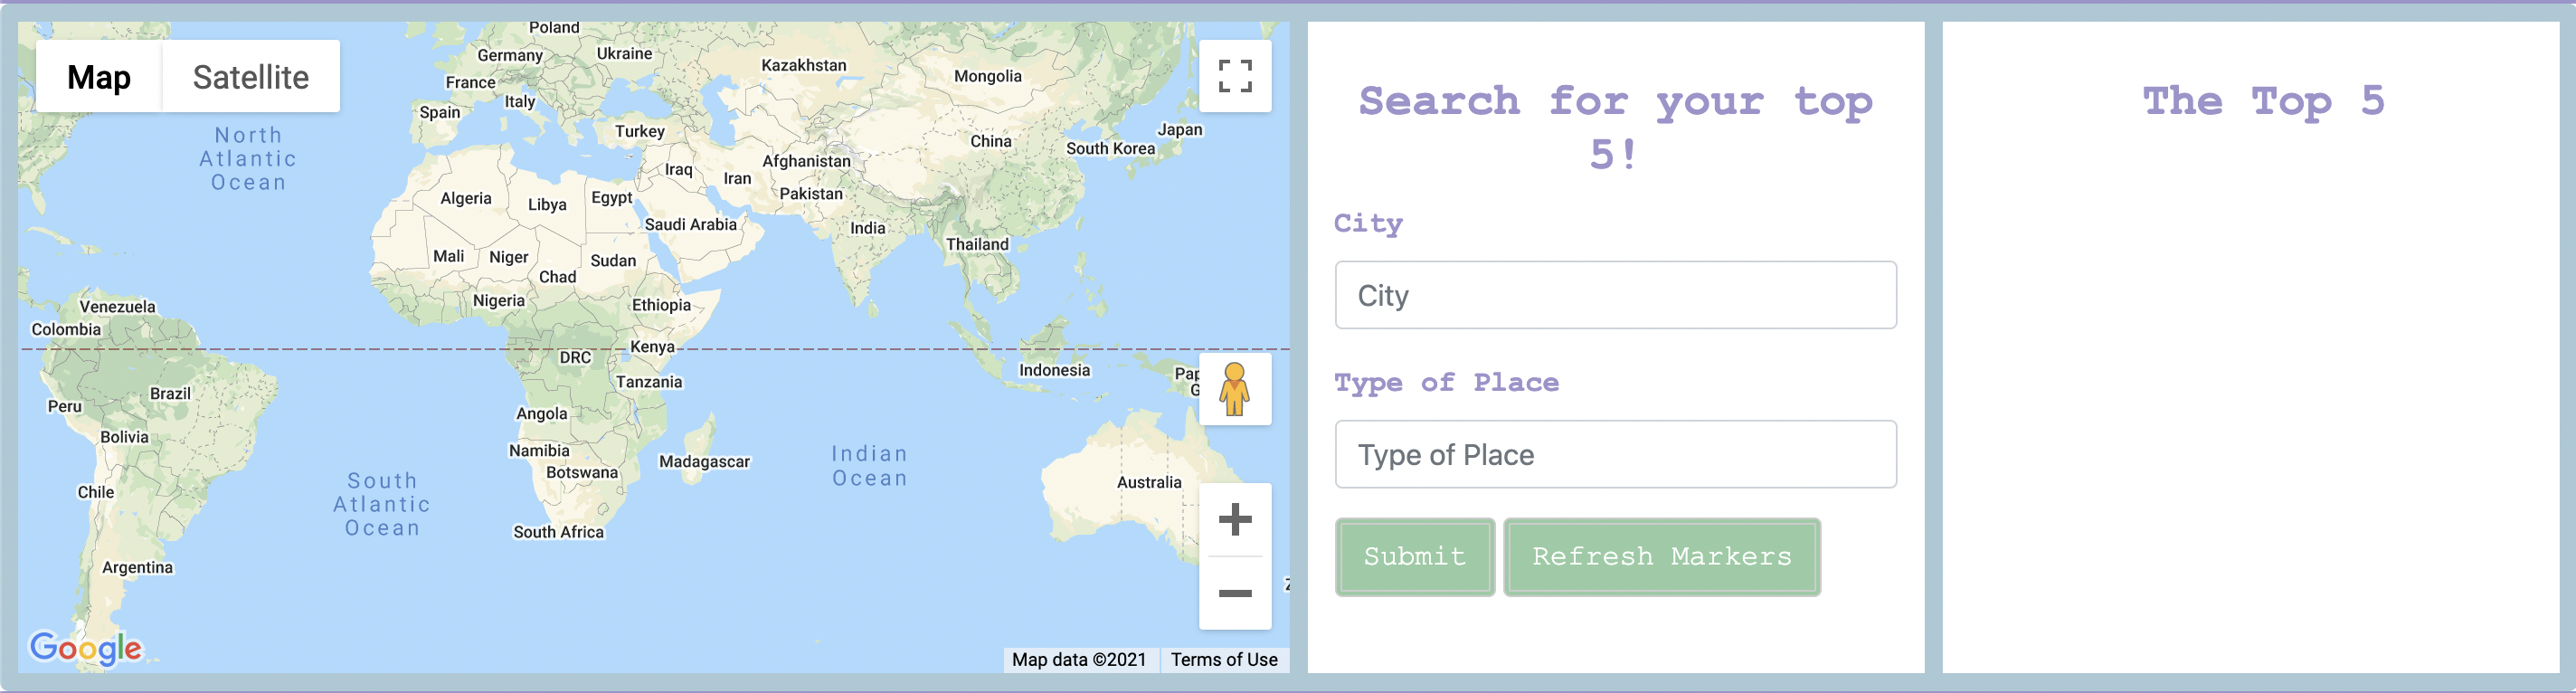 Map
Satellite
Poland
Germany
Ukraine
France
Kazakhstan
Mongolia
Italy
Spain
Turkey
Japan
China
South Korea
North
Atlantic
Ocean
Afghanistan
Iraq
Iran
Pakistan
Algeria
Libya
Egypt
Saudi Arabia
India
Thailand
Mali
Niger
Sudan
Chad
Nigeria
Ethiopia
Venezuela
Colombia
Kenya
DRC
Indonesia
Pap
G
Tanzania
Brazil
Peru
Angola
Bolivia
Namibia
Botswana
Madagascar
Indian
Ocean
Australia
South
Atlantic
Ocean
Chile
South Africa
Argentina
Google
Map data ©2021
Terms of Use
Search for your top
5!
City
City
Type of Place
Type of Place
Submit
Refresh Markers
The Top 5